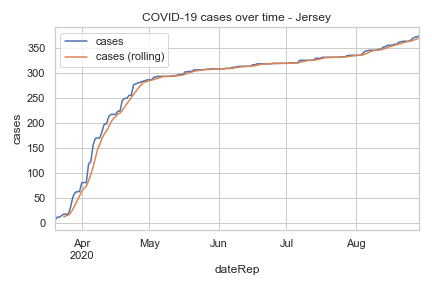 COVID-19 cases over time - Jersey
cases
cases (rolling)
350
300
250
200
150
100
50
0
cases
Apr
2020
May
Jun
Jul
Aug
dateRep